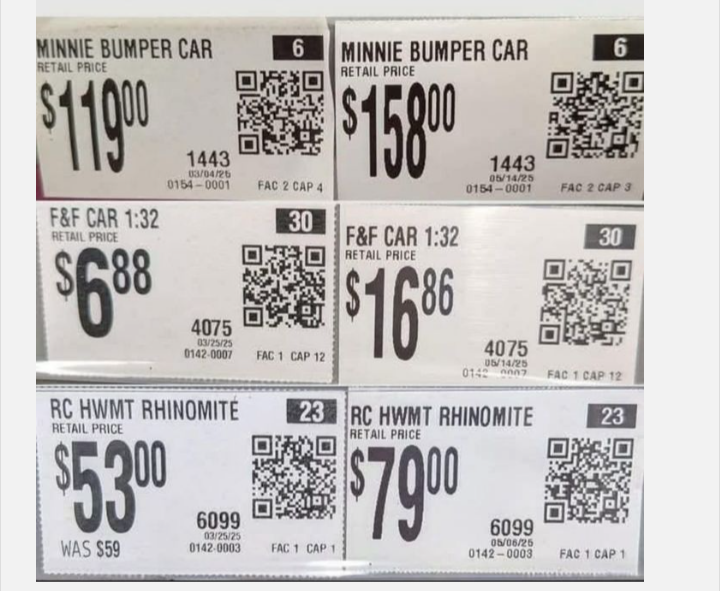 MINNIE BUMPER CAR 6
RETAIL PRICE
$119.00
1443
03/04/25
0154-0001 FAC 2 CAP 4
MINNIE BUMPER CAR 6
RETAIL PRICE
$158.00
1443
05/14/25
0154-0001 FAC 2 CAP 3
F&F CAR 1:32 30
RETAIL PRICE
$6.88
4075
03/25/25
0142-0007 FAC 1 CAP 12
F&F CAR 1:32 30
RETAIL PRICE
$16.86
4075
05/14/25
0142 0007 FAC 1 CAP 12
RC HWMT RHINOMITE 23
RETAIL PRICE
$53.00
6099
03/25/25
WAS $59 0142-0003 FAC 1 CAP 1
RC HWMT RHINOMITE 23
RETAIL PRICE
$79.00
6099
05/06/25
0142-0003 FAC 1 CAP 1